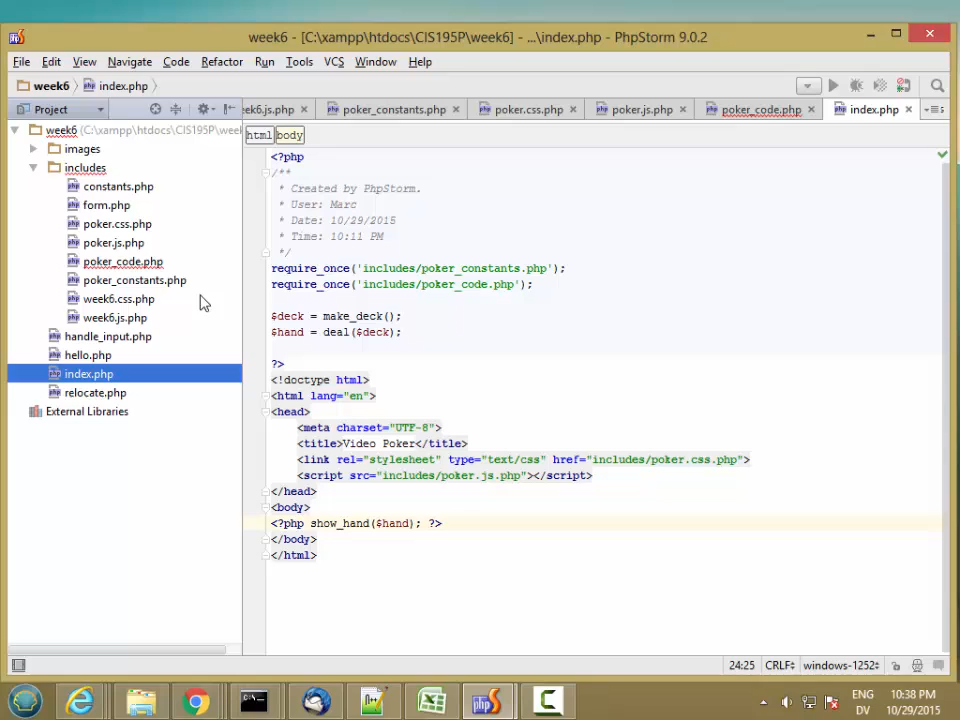 week6 - [C:\xampp\htdocs\CIS195P\week6] - ...\index.php - PhpStorm 9.0.2
File Edit View Navigate Code Refactor Run Tools VCS Window Help
week6 index.php
Project eek6.js.php poker_constants.php poker.css.php poker.js.php poker_code.php index.php
week6 (C:\xampp\htdocs\CIS195P\week
html body
images
includes
constants.php
form.php
poker.css.php
poker.js.php
poker_code.php
poker_constants.php
week6.css.php
week6.js.php
handle_input.php
hello.php
index.php
relocate.php
External Libraries
<?php
/**
* Created by PhpStorm.
* User: Marc
* Date: 10/29/2015
* Time: 10:11 PM
*/
require_once('includes/poker_constants.php');
require_once('includes/poker_code.php');
$deck = make_deck();
$hand = deal($deck);
?>
<!doctype html>
<html lang="en">
<head>
<meta charset="UTF-8">
<title>Video Poker</title>
<link rel="stylesheet" type="text/css" href="includes/poker.css.php">
<script src="includes/poker.js.php"></script>
</head>
<body>
<?php show_hand($hand); ?>
</body>
</html>
24:25 CRLF windows-1252
ENG 10:38 PM
DV 10/29/2015